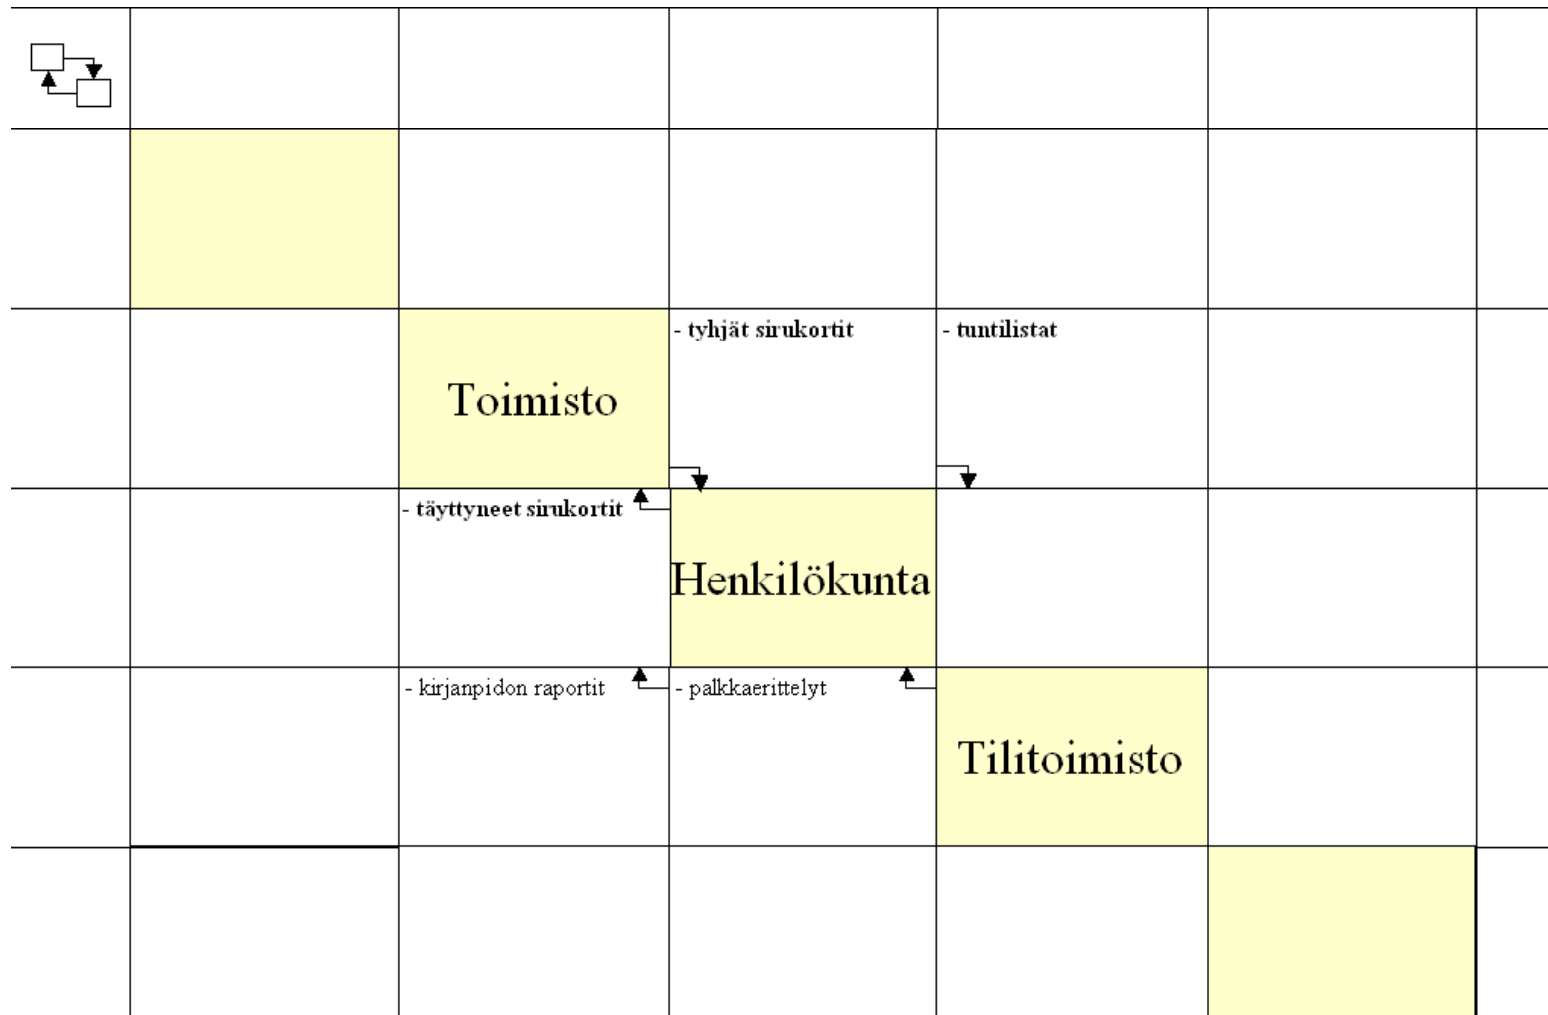 - tyhjät sirukortit
- tuntilistat
Toimisto
- täyttyneet sirukortit
Henkilökunta
- kirjanpidon raportit
- palkkaerittelyt
Tilitoimisto